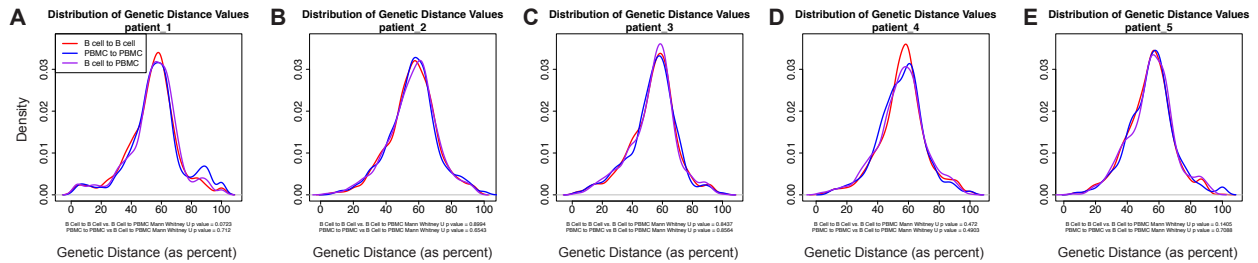 A
Distribution of Genetic Distance Values
patient_1
B cell to B cell
PBMC to PBMC
B cell to PBMC
Density
0.00 0.01 0.02 0.03
0 20 40 60 80 100
B Cell to B Cell vs. B Cell to PBMC Mann Whitney U p value = 0.0723
PBMC to PBMC vs B Cell to PBMC Mann Whitney U p value = 0.712
Genetic Distance (as percent)
B
Distribution of Genetic Distance Values
patient_2
0.00 0.01 0.02 0.03
0 20 40 60 80 100
B Cell to B Cell vs. B Cell to PBMC Mann Whitney U p value = 0.8664
PBMC to PBMC vs B Cell to PBMC Mann Whitney U p value = 0.6543
Genetic Distance (as percent)
C
Distribution of Genetic Distance Values
patient_3
0.00 0.01 0.02 0.03
0 20 40 60 80 100
B Cell to B Cell vs. B Cell to PBMC Mann Whitney U p value = 0.8437
PBMC to PBMC vs B Cell to PBMC Mann Whitney U p value = 0.8564
Genetic Distance (as percent)
D
Distribution of Genetic Distance Values
patient_4
0.00 0.01 0.02 0.03
0 20 40 60 80 100
B Cell to B Cell vs. B Cell to PBMC Mann Whitney U p value = 0.472
PBMC to PBMC vs B Cell to PBMC Mann Whitney U p value = 0.4903
Genetic Distance (as percent)
E
Distribution of Genetic Distance Values
patient_5
0.00 0.01 0.02 0.03
0 20 40 60 80 100
B Cell to B Cell vs. B Cell to PBMC Mann Whitney U p value = 0.1405
PBMC to PBMC vs B Cell to PBMC Mann Whitney U p value = 0.7088
Genetic Distance (as percent)